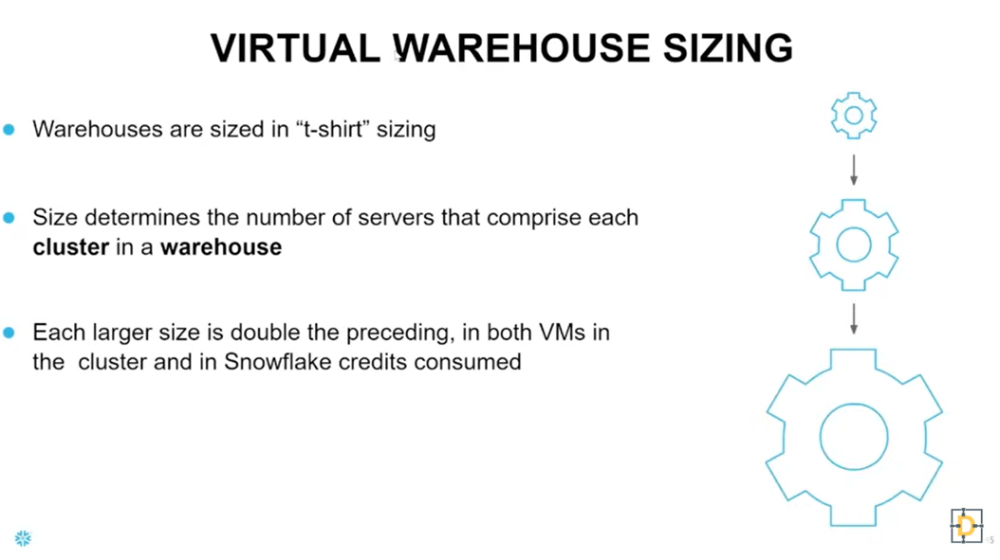 VIRTUAL WAREHOUSE SIZING
Warehouses are sized in “t-shirt” sizing
Size determines the number of servers that comprise each
cluster in a warehouse
Each larger size is double the preceding, in both VMs in
the cluster and in Snowflake credits consumed
D